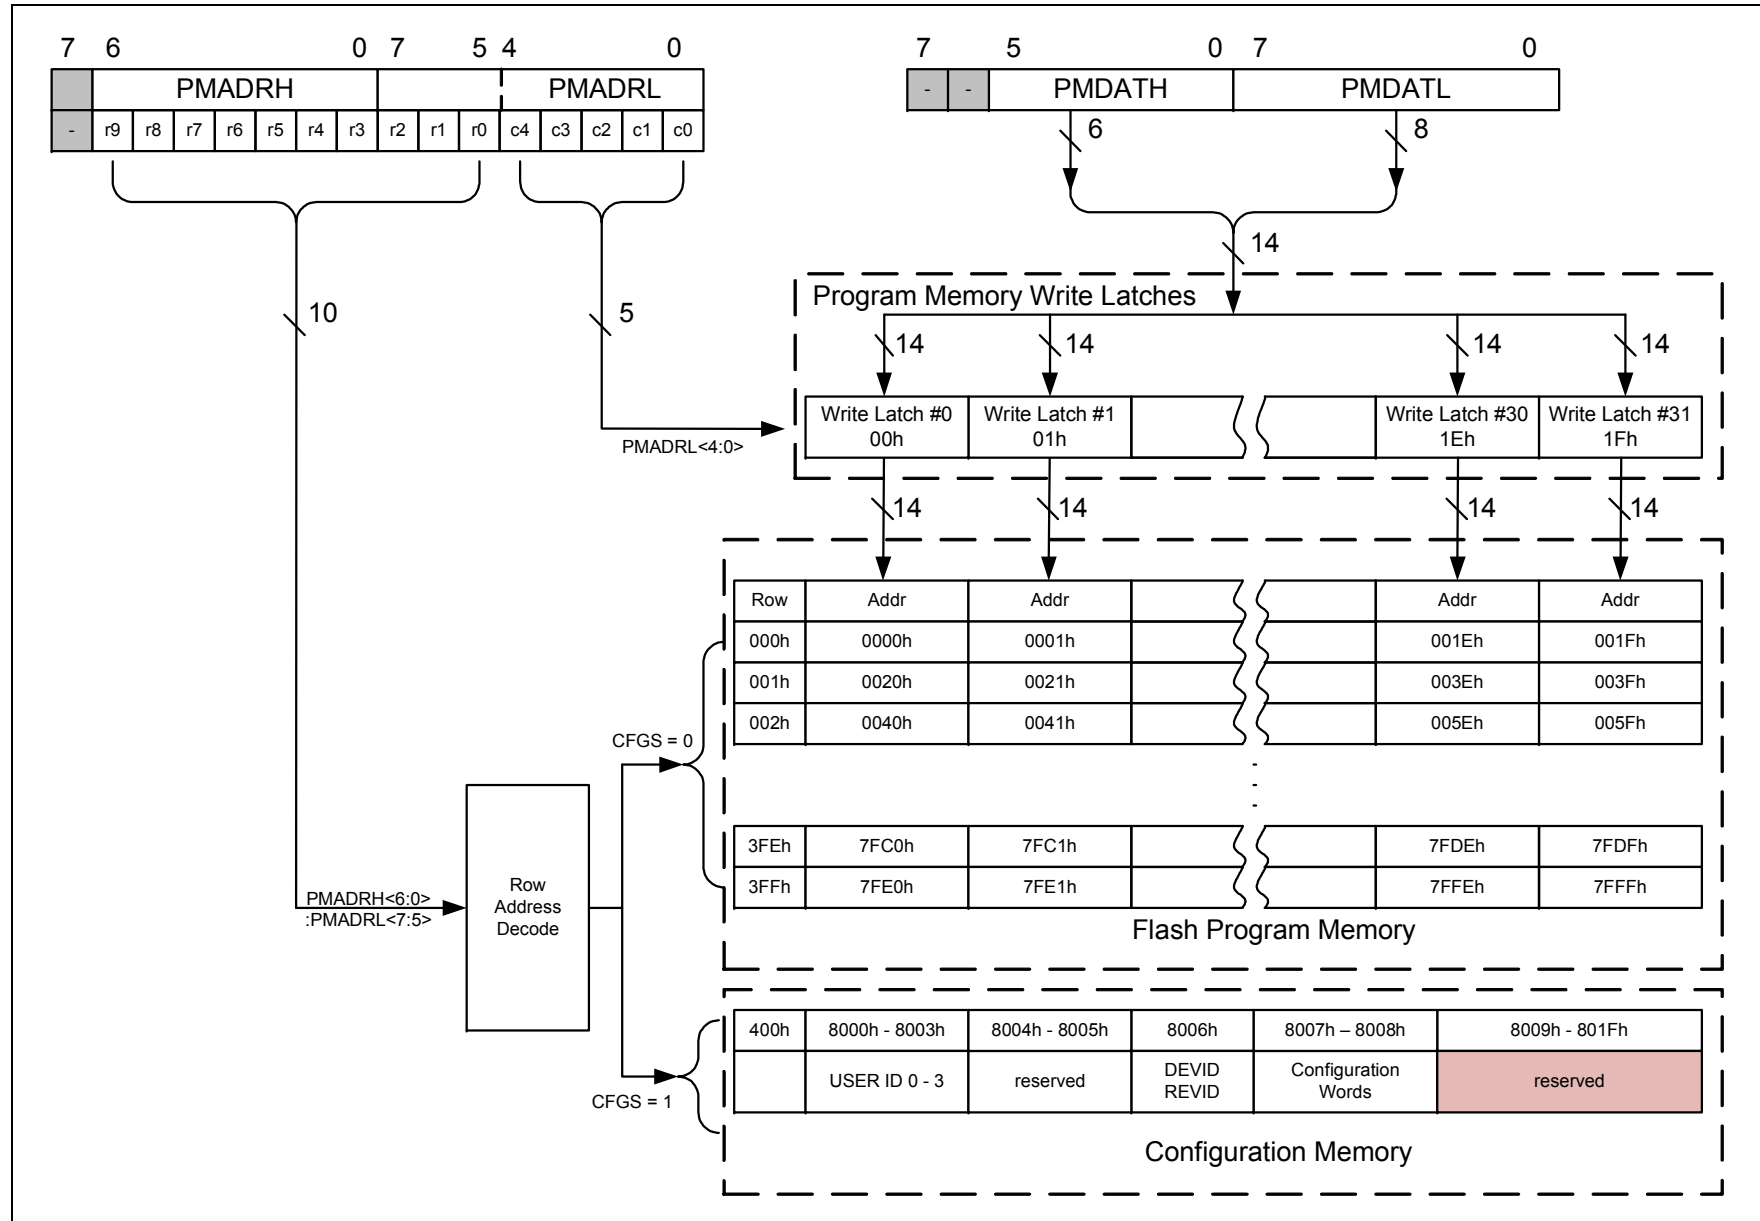 7 6 0 7 5 4 0
PMADRH PMADRL
- r9 r8 r7 r6 r5 r4 r3 r2 r1 r0 c4 c3 c2 c1 c0
7 5 0 7 0
- - PMDATH PMDATL
6 8
14
10
5
Program Memory Write Latches
14 14 14 14
Write Latch #0 Write Latch #1 Write Latch #30 Write Latch #31
00h 01h 1Eh 1Fh
PMADRL<4:0>
14 14 14 14
Row Addr Addr Addr Addr
000h 0000h 0001h 001Eh 001Fh
001h 0020h 0021h 003Eh 003Fh
002h 0040h 0041h 005Eh 005Fh
CFGS = 0
3FEh 7FC0h 7FC1h 7FDEh 7FDFh
3FFh 7FE0h 7FE1h 7FFEh 7FFFh
Flash Program Memory
PMADRH<6:0>
:PMADRL<7:5>
Row
Address
Decode
400h 8000h - 8003h 8004h - 8005h 8006h 8007h – 8008h 8009h - 801Fh
USER ID 0 - 3 reserved DEVID Configuration reserved
REVID Words
CFGS = 1
Configuration Memory